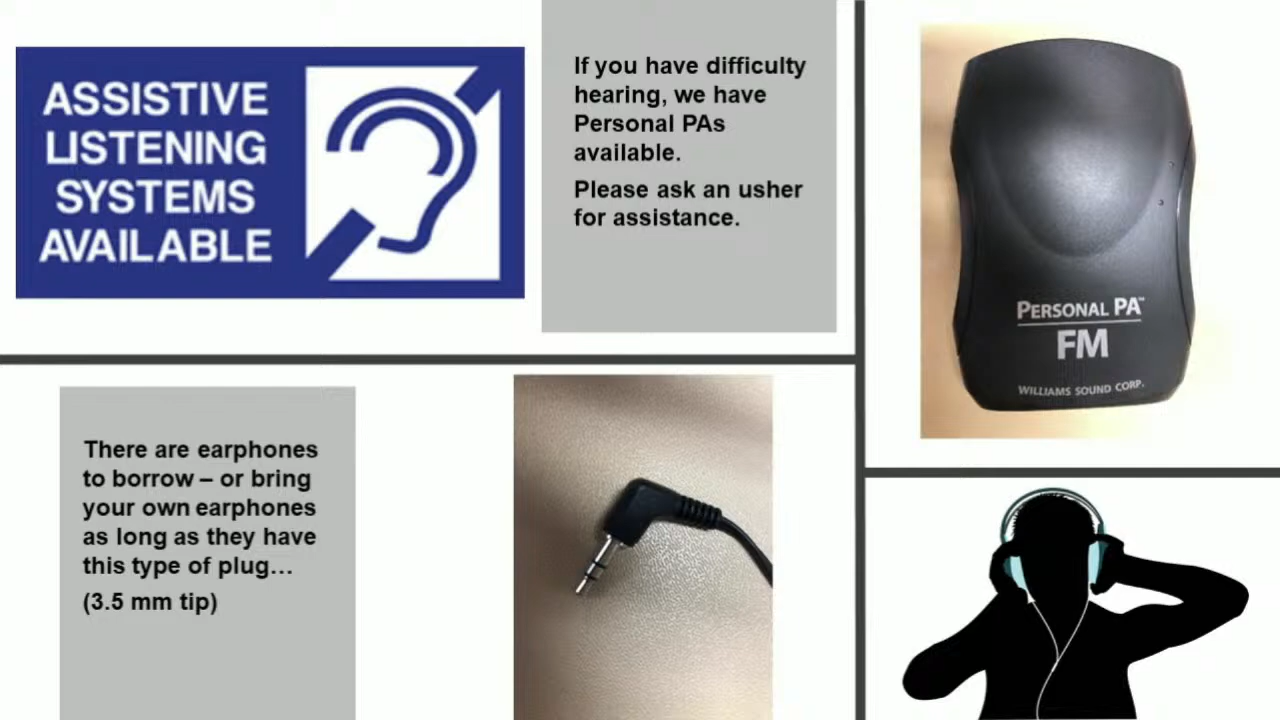 ASSISTIVE
LISTENING
SYSTEMS
AVAILABLE
If you have difficulty
hearing, we have
Personal PAs
available.
Please ask an usher
for assistance.
PERSONAL PA™
FM
WILLIAMS SOUND CORP.
There are earphones
to borrow – or bring
your own earphones
as long as they have
this type of plug...
(3.5 mm tip)